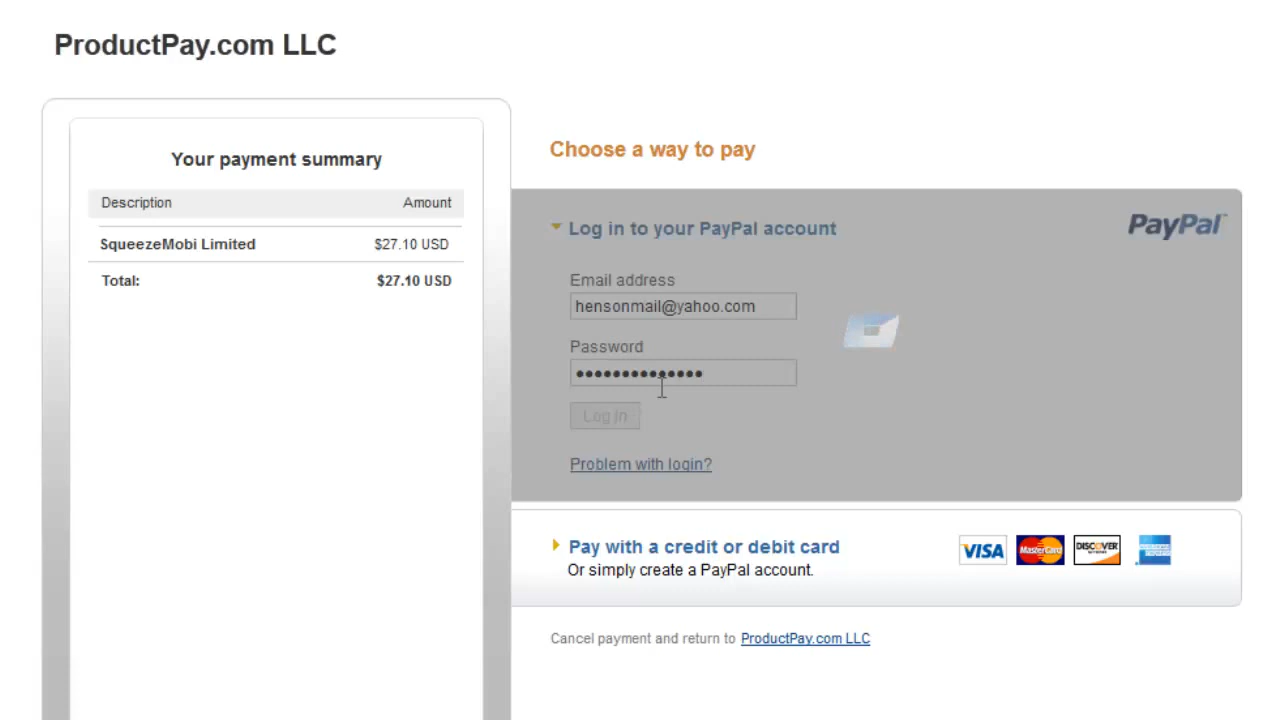 ProductPay.com LLC
Your payment summary
Description Amount
SqueezeMobi Limited $27.10 USD
Total: $27.10 USD
Choose a way to pay
Log in to your PayPal account PayPal
Email address
hensonmail@yahoo.com
Password
••••••••••••••
Log In
Problem with login?
Pay with a credit or debit card VISA MasterCard DISCOVER
Or simply create a PayPal account.
Cancel payment and return to ProductPay.com LLC